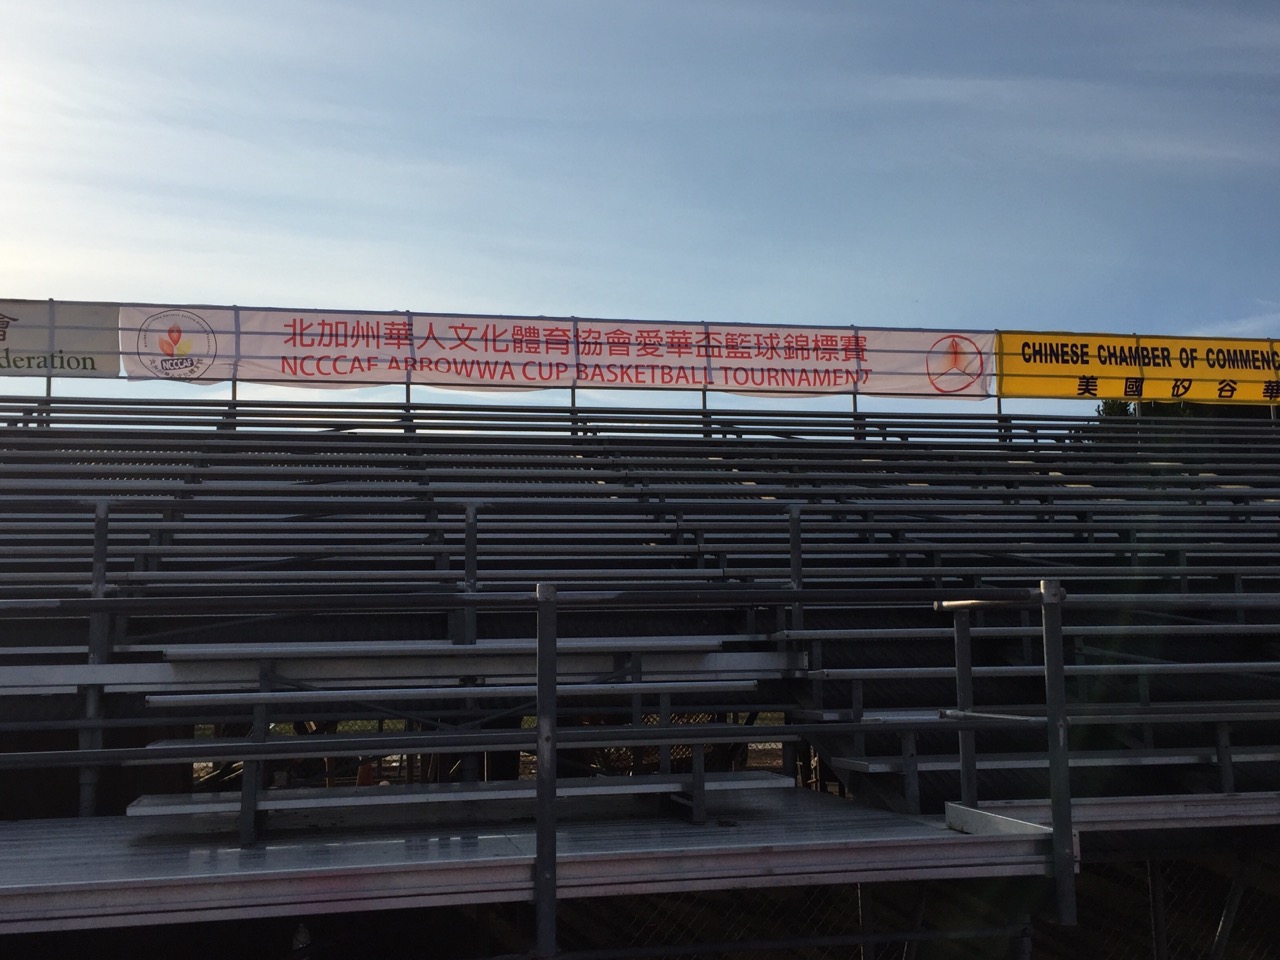 會
deration
NCCCAF
北加州華人文化體育協會愛華盃籃球錦標賽
NCCCAF ARROWWA CUP BASKETBALL TOURNAMENT
CHINESE CHAMBER OF COMMENC
美國矽谷華